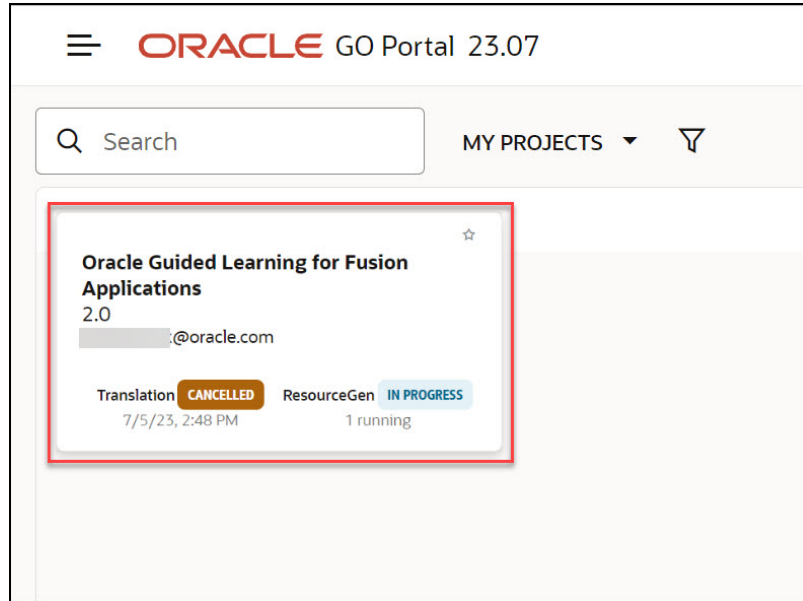 ORACLE GO Portal 23.07
Search
MY PROJECTS
Oracle Guided Learning for Fusion
Applications
2.0
@oracle.com
Translation CANCELLED ResourceGen IN PROGRESS
7/5/23, 2:48 PM 1 running